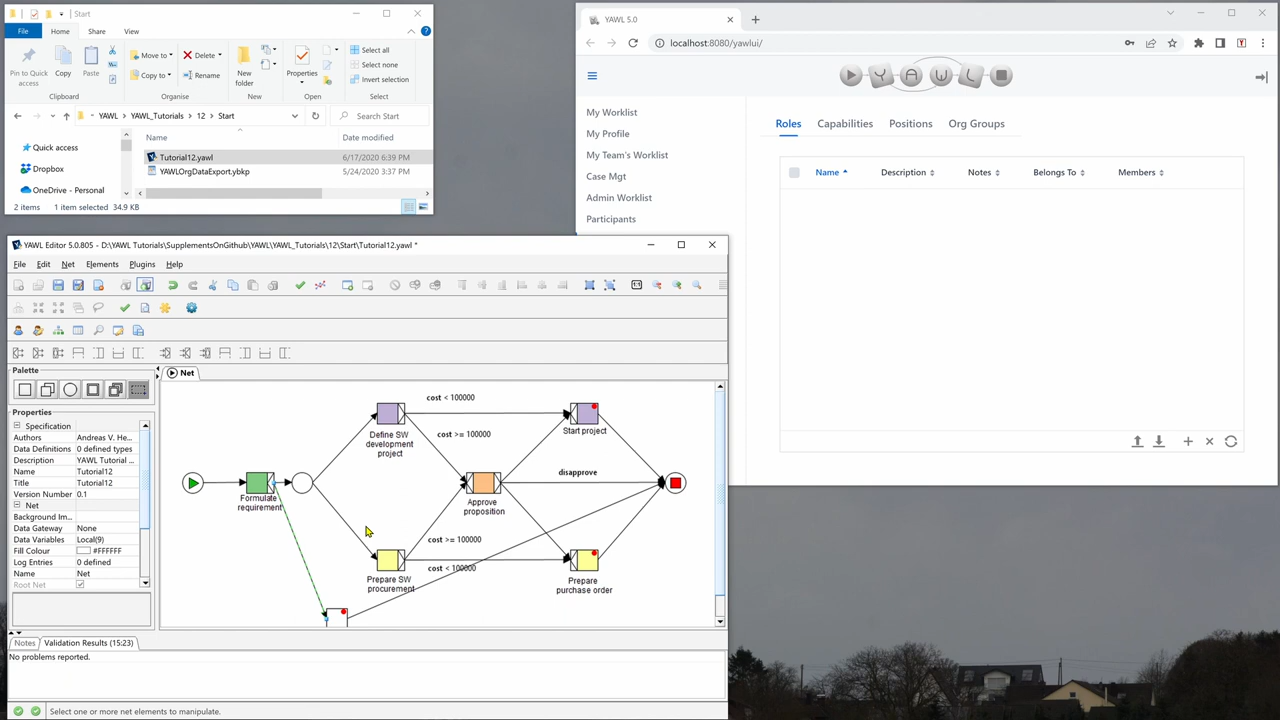 Start
File
Home
Share
View
Pin to Quick
access
Copy
Paste
Move to
Copy to
Delete
Rename
New
folder
Properties
Select all
Select none
Invert selection
Clipboard
Organise
New
Open
Select
YAWL
YAWL_Tutorials
12
Start
Search Start
Quick access
Dropbox
OneDrive - Personal
Name
Date modified
Tutorial12.yawl
6/17/2020 6:39 PM
YAWLOrgDataExport.ybkp
5/24/2020 3:37 PM
2 items
1 item selected 34.9 KB
YAWL 5.0
localhost:8080/yawlui/
Y A W L
My Worklist
My Profile
My Team's Worklist
Case Mgt
Admin Worklist
Participants
Roles
Capabilities
Positions
Org Groups
Name
Description
Notes
Belongs To
Members
YAWL Editor 5.0.805 - D:\YAWL Tutorials\SupplementsOnGithub\YAWL\YAWL_Tutorials\12\Start\Tutorial12.yawl *
File
Edit
Net
Elements
Plugins
Help
Palette
Properties
Specification
Authors Andreas V. He...
Data Definitions 0 defined types
Description YAWL Tutorial ...
Name Tutorial12
Title Tutorial12
Version Number 0.1
Net
Background Im...
Data Gateway None
Data Variables Local(9)
Fill Colour #FFFFFF
Log Entries 0 defined
Name Net
Root Net
Net
cost < 100000
Define SW
development
project
cost >= 100000
Start project
Formulate
requirement
disapprove
Approve
proposition
cost >= 100000
cost < 100000
Prepare SW
procurement
Prepare
purchase order
Notes
Validation Results (15:23)
No problems reported.
Select one or more net elements to manipulate.